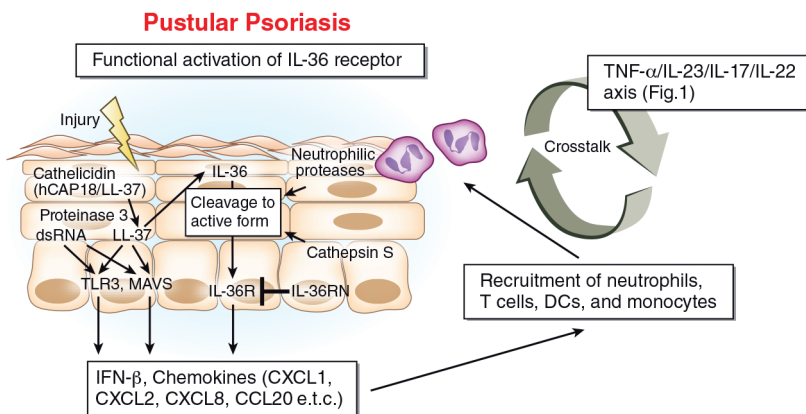 Pustular Psoriasis
Functional activation of IL-36 receptor
TNF-α/IL-23/IL-17/IL-22
axis (Fig.1)
Injury
Crosstalk
Cathelicidin
(hCAP18/LL-37)
IL-36
Neutrophilic
proteases
Cleavage to
active form
Proteinase 3
dsRNA
LL-37
Cathepsin S
TLR3, MAVS
IL-36R
IL-36RN
Recruitment of neutrophils,
T cells, DCs, and monocytes
IFN-β, Chemokines (CXCL1,
CXCL2, CXCL8, CCL20 e.t.c.)